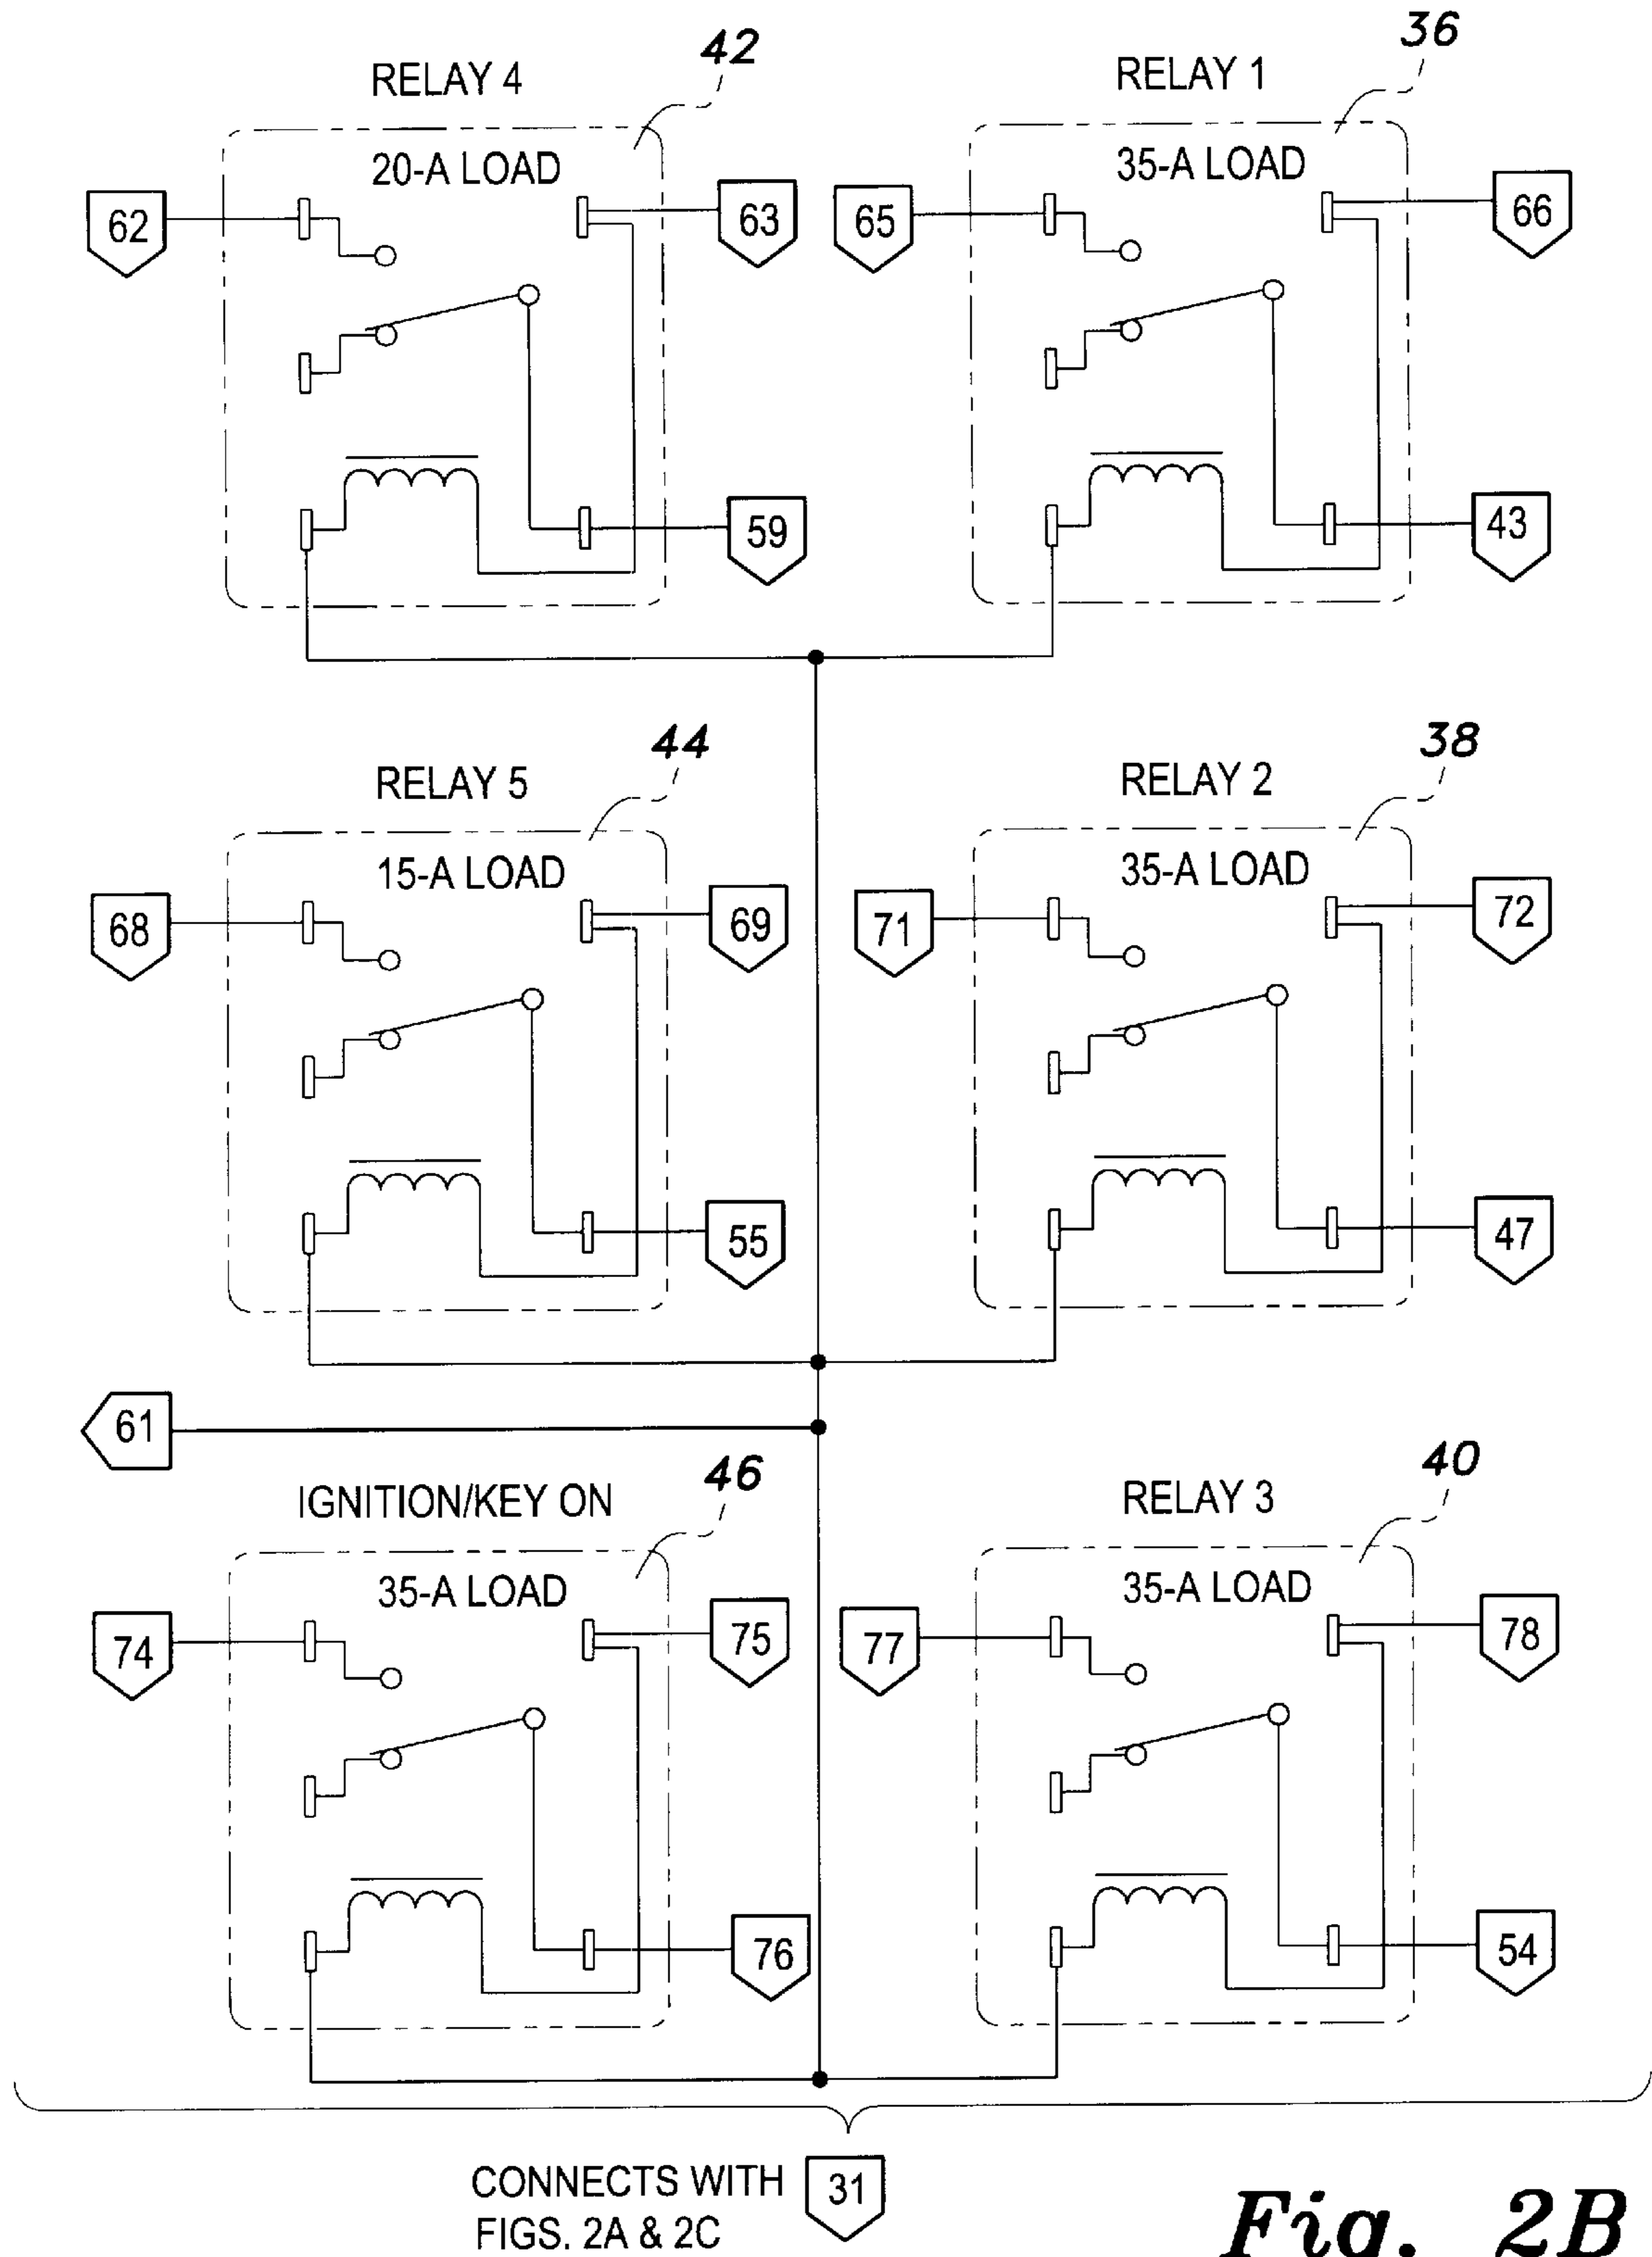 42
36
RELAY 4
RELAY 1
20-A LOAD
35-A LOAD
62
63
65
66
59
43
44
38
RELAY 5
RELAY 2
15-A LOAD
35-A LOAD
68
69
71
72
55
47
61
46
40
IGNITION/KEY ON
RELAY 3
35-A LOAD
35-A LOAD
74
75
77
78
76
54
CONNECTS WITH 31
FIGS. 2A & 2C
Fig. 2B